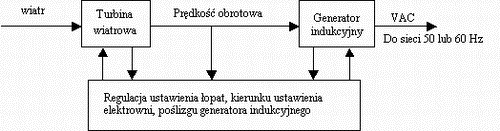 wiatr
Turbina
wiatrowa
Prędkość obrotowa
Generator
indukcyjny
VAC
Do sieci 50 lub 60 Hz
Regulacja ustawienia łopat, kierunku ustawienia
elektrowni, poślizgu generatora indukcyjnego